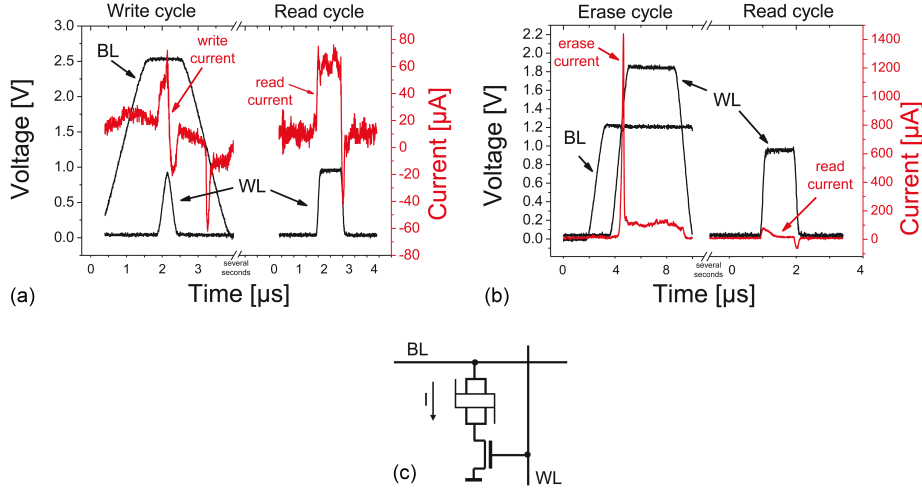 Write cycle
Read cycle
BL
write
current
read
current
WL
Voltage [V]
3.0
2.5
2.0
1.5
1.0
0.5
0.0
80
60
40
20
0
-20
-40
-60
-80
Current [µA]
0 1 2 3
several
seconds
0 1 2 3 4
Time [µs]
(a)
Erase cycle
Read cycle
erase
current
WL
BL
read
current
Voltage [V]
2.2
2.0
1.8
1.6
1.4
1.2
1.0
0.8
0.6
0.4
0.2
0.0
1400
1200
1000
800
600
400
200
0
Current [µA]
0 4 8
several
seconds
0 2 4
Time [µs]
(b)
BL
I
WL
(c)